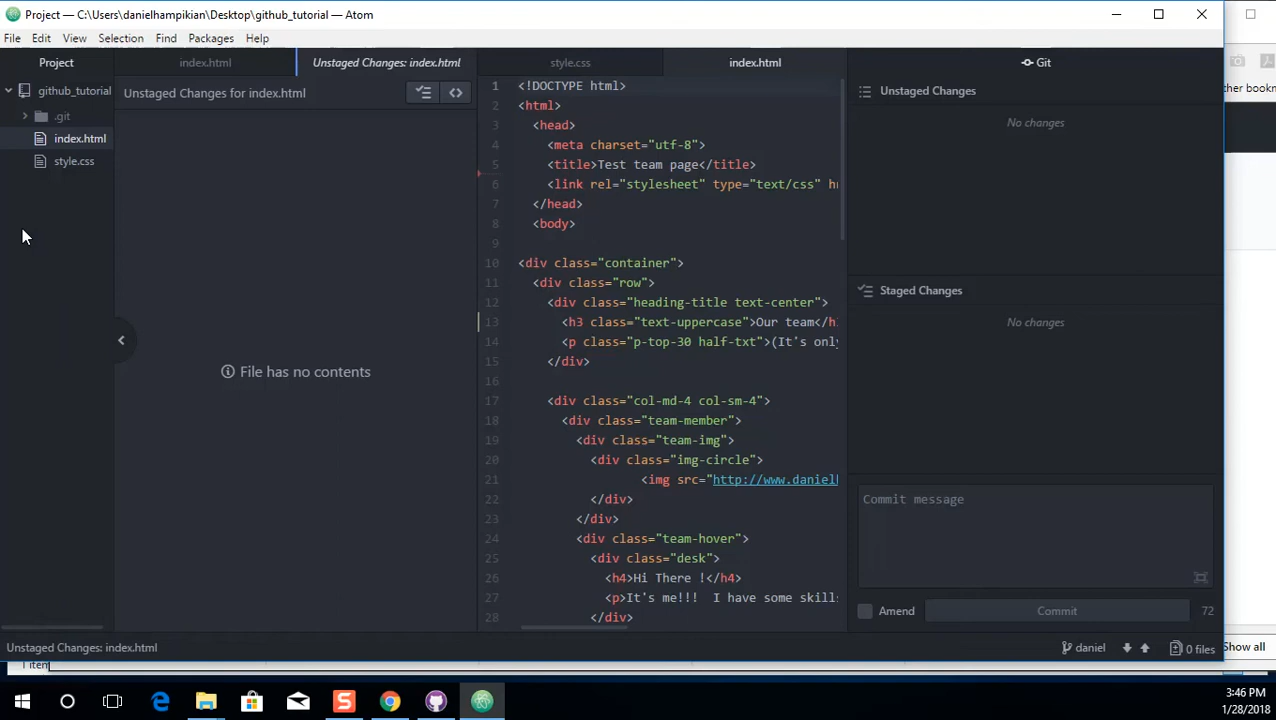 Project — C:\Users\danielhampikian\Desktop\github_tutorial — Atom
File Edit View Selection Find Packages Help
Project
index.html
Unstaged Changes: index.html
style.css
index.html
Git
github_tutorial
.git
index.html
style.css
Unstaged Changes for index.html
File has no contents
1 <!DOCTYPE html>
2 <html>
3 <head>
4 <meta charset="utf-8">
5 <title>Test team page</title>
6 <link rel="stylesheet" type="text/css"
7 </head>
8 <body>
9
10 <div class="container">
11 <div class="row">
12 <div class="heading-title text-center">
13 <h3 class="text-uppercase">Our team</h
14 <p class="p-top-30 half-txt">(It's only
15 </div>
16
17 <div class="col-md-4 col-sm-4">
18 <div class="team-member">
19 <div class="team-img">
20 <div class="img-circle">
21 <img src="http://www.daniel
22 </div>
23 </div>
24 <div class="team-hover">
25 <div class="desk">
26 <h4>Hi There !</h4>
27 <p>It's me!!!  I have some skill
28 </div>
Unstaged Changes
No changes
Staged Changes
No changes
Commit message
Amend
Commit
72
Unstaged Changes: index.html
daniel
0 files
ther bookm
Show all
1 item
3:46 PM
1/28/2018